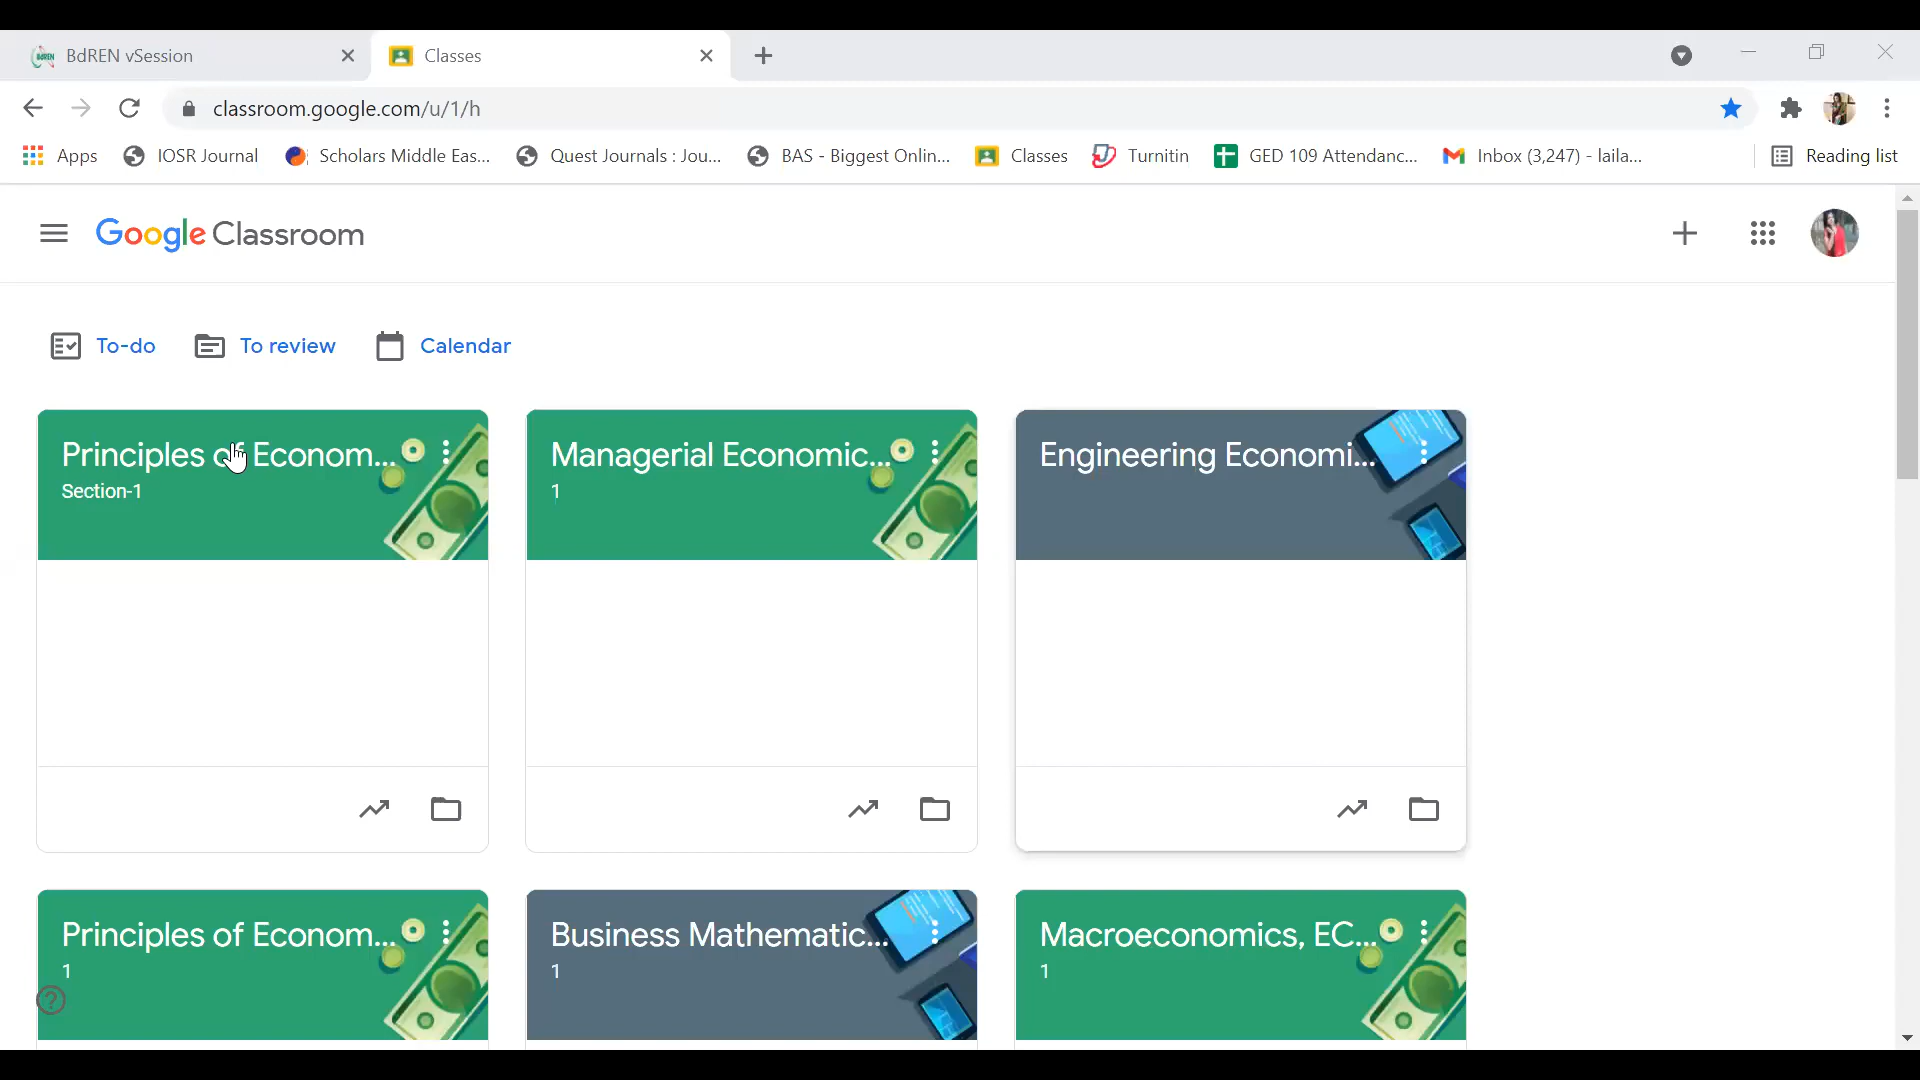 BdREN vSession
Classes
classroom.google.com/u/1/h
Apps
IOSR Journal
Scholars Middle Eas...
Quest Journals : Jou...
BAS - Biggest Onlin...
Classes
Turnitin
GED 109 Attendanc...
Inbox (3,247) - laila...
Reading list
Google Classroom
To-do
To review
Calendar
Principles of Econom...
Section-1
Managerial Economic...
1
Engineering Economi...
Principles of Econom...
1
Business Mathematic...
1
Macroeconomics, EC...
1